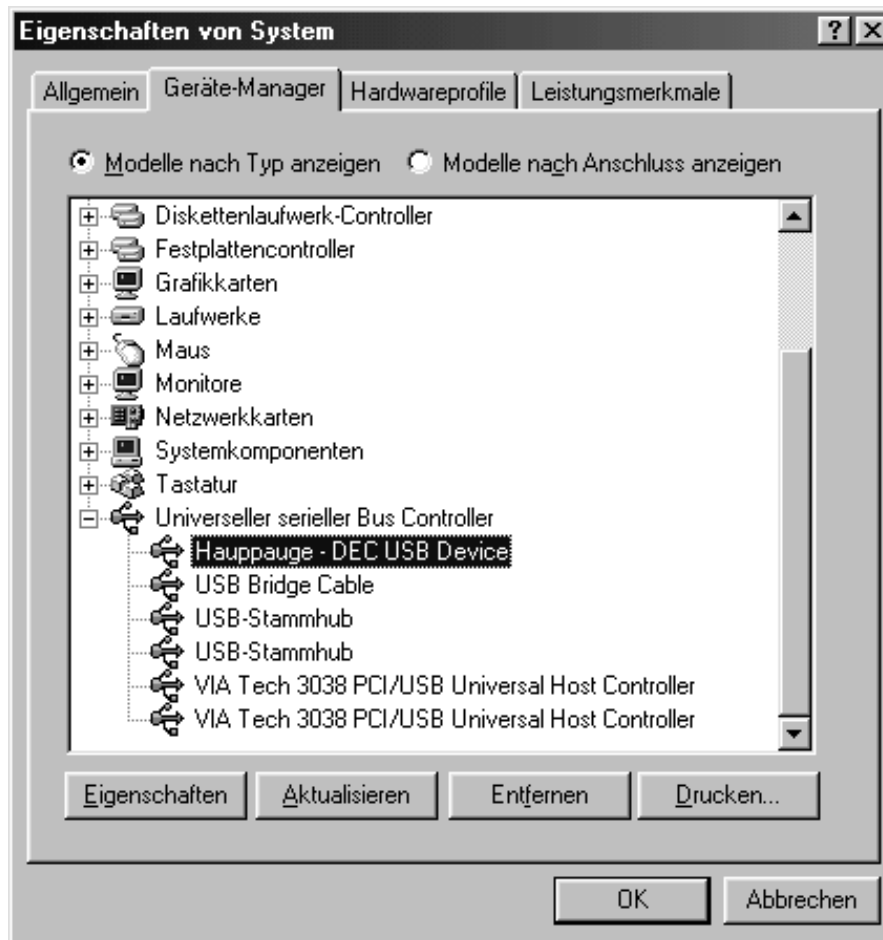 Eigenschaften von System
Allgemein Geräte-Manager Hardwareprofile Leistungsmerkmale
Modelle nach Typ anzeigen Modelle nach Anschluss anzeigen
Diskettenlaufwerk-Controller
Festplattencontroller
Grafikkarten
Laufwerke
Maus
Monitore
Netzwerkkarten
Systemkomponenten
Tastatur
Universeller serieller Bus Controller
Hauppauge - DEC USB Device
USB Bridge Cable
USB-Stammhub
USB-Stammhub
VIA Tech 3038 PCI/USB Universal Host Controller
VIA Tech 3038 PCI/USB Universal Host Controller
Eigenschaften Aktualisieren Entfernen Drucken...
OK Abbrechen